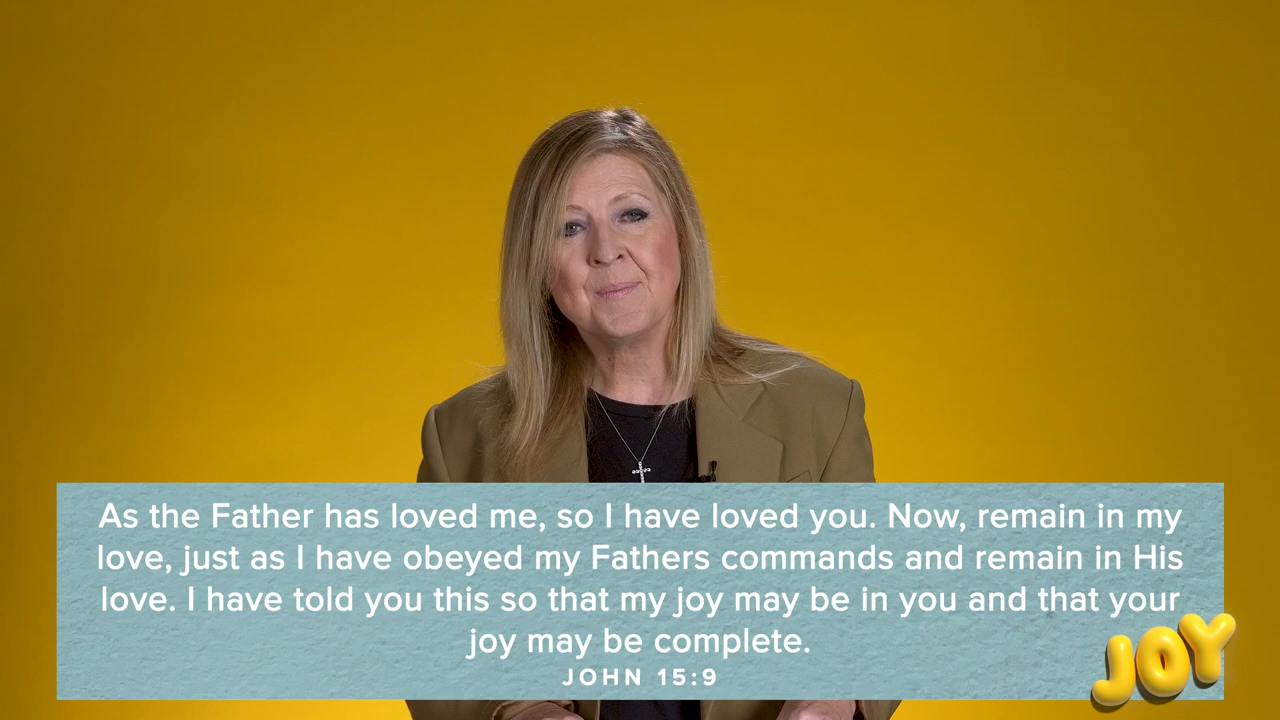 As the Father has loved me, so I have loved you. Now, remain in my
love, just as I have obeyed my Fathers commands and remain in His
love. I have told you this so that my joy may be in you and that your
joy may be complete.
JOHN 15:9
JOY